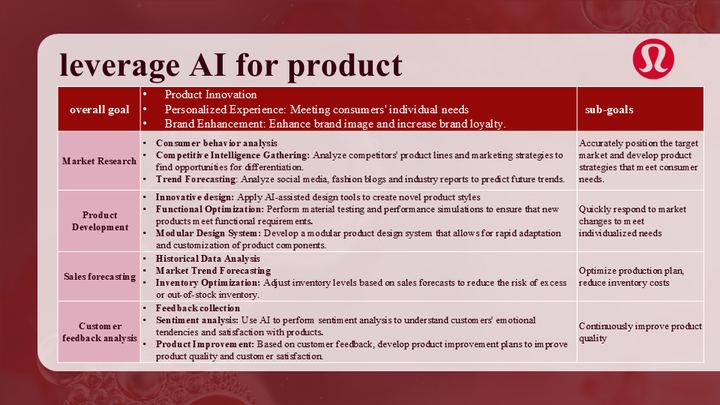 leverage AI for product
overall goal
• Product Innovation
• Personalized Experience: Meeting consumers' individual needs
• Brand Enhancement: Enhance brand image and increase brand loyalty.
sub-goals
Market Research
• Consumer behavior analysis
• Competitive Intelligence Gathering: Analyze competitors' product lines and marketing strategies to
find opportunities for differentiation.
• Trend Forecasting: Analyze social media, fashion blogs and industry reports to predict future trends.
Accurately position the target
market and develop product
strategies that meet consumer
needs.
Product
Development
• Innovative design: Apply AI-assisted design tools to create novel product styles
• Functional Optimization: Perform material testing and performance simulations to ensure that new
products meet functional requirements.
• Modular Design System: Develop a modular product design system that allows for rapid adaptation
and customization of product components.
Quickly respond to market
changes to meet
individualized needs
Sales forecasting
• Historical Data Analysis
• Market Trend Forecasting
• Inventory Optimization: Adjust inventory levels based on sales forecasts to reduce the risk of excess
or out-of-stock inventory.
Optimize production plan,
reduce inventory costs
Customer
feedback analysis
• Feedback collection
• Sentiment analysis: Use AI to perform sentiment analysis to understand customers' emotional
tendencies and satisfaction with products.
• Product Improvement: Based on customer feedback, develop product improvement plans to improve
product quality and customer satisfaction.
Continuously improve product
quality